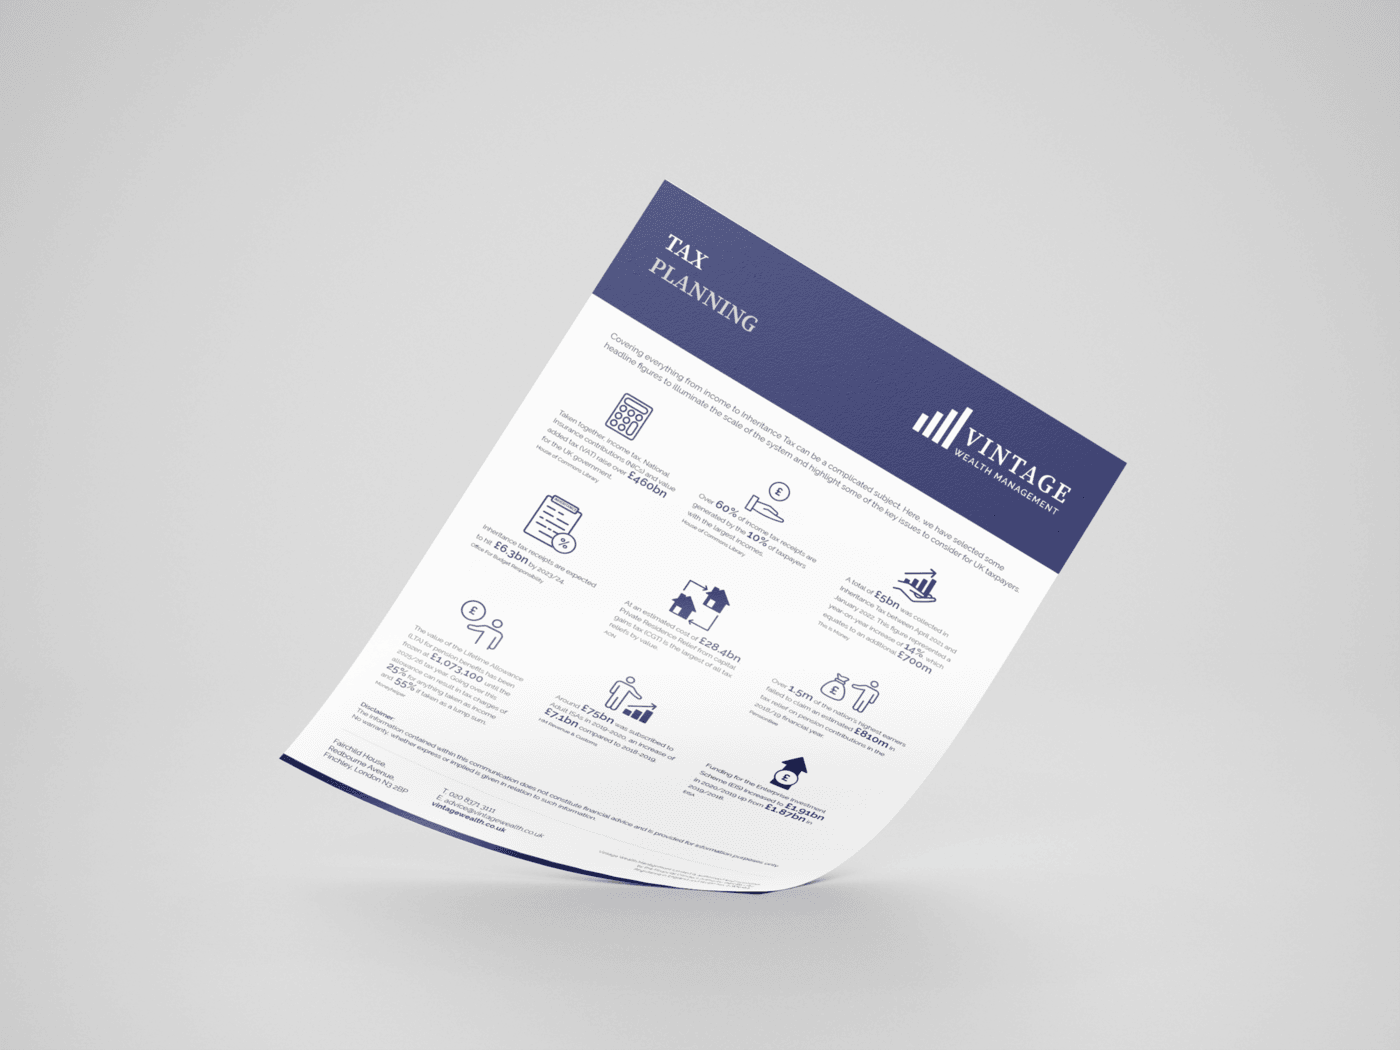 TAX
PLANNING
VINTAGE
WEALTH MANAGEMENT
Covering everything from income to Inheritance Tax can be a complicated subject. Here, we have selected some
headline figures to illuminate the scale of the system and highlight some of the key issues to consider for UK taxpayers.
Taken together, income tax, National
Insurance contributions (NICs) and value
added tax (VAT) raise over £460bn
for the UK government.
House of Commons Library
Over 60% of income tax receipts are
generated by the 10% of taxpayers
with the largest incomes.
House of Commons Library
A total of £5bn was collected in
Inheritance Tax between April 2021 and
January 2022. This figure represented a
year-on-year increase of 14%, which
equates to an additional £700m
This is Money
Inheritance tax receipts are expected
to hit £6.3bn by 2023/24.
Office For Budget Responsibility
At an estimated cost of £28.4bn
Private Residence Relief from capital
gains tax (CGT) is the largest of all tax
reliefs by value.
AON
Over 1.5m of the nation's highest earners
failed to claim an estimated £810m in
tax relief on pension contributions in the
2018/19 financial year.
PensionBee
The value of the Lifetime Allowance
(LTA) for pension benefits has been
frozen at £1,073,100 until the
2025/26 tax year. Going over this
allowance can result in tax charges of
25% for anything taken as income
and 55% if taken as a lump sum.
MoneyHelper
Around £75bn was subscribed to
Adult ISAs in 2019-2020, an increase of
£7.1bn compared to 2018-2019.
HM Revenue & Customs
Funding for the Enterprise Investment
Scheme (EIS) increased to £1.91bn
in 2020/2019 up from £1.87bn in
2019/2018.
EISA
Disclaimer:
The information contained within this communication does not constitute financial advice and is provided for information purposes only.
No warranty, whether express or implied is given in relation to such information.
Fairchild House,
Redbourne Avenue,
Finchley, London N3 2BP
T. 020 8371 3111
E. advice@vintagewealth.co.uk
vintagewealth.co.uk